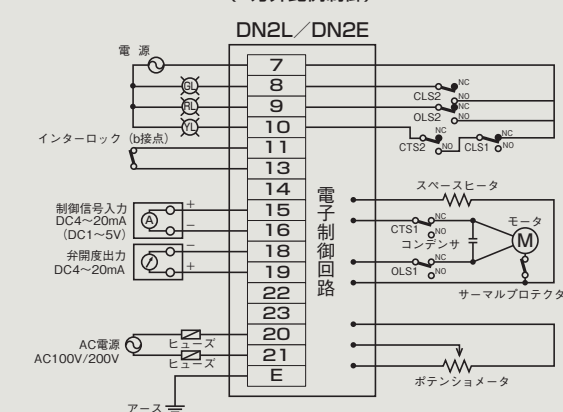 DN2L／DN2E
電 源
7
GL
8
NC
CLS2
NO
RL
9
NC
OLS2
NO
YL
10
NC
CTS2
NO
NC
CLS1
NO
インターロック（b接点）
11
13
14
スペースヒータ
制御信号入力
DC4〜20mA
(DC1〜5V)
＋
A
−
15
16
電子制御回路
NC
CTS1
NO
コンデンサ
モータ
M
弁開度出力
DC4〜20mA
−
＋
18
19
NC
OLS1
NO
サーマルプロテクタ
22
23
AC電源
AC100V/200V
ヒューズ
20
ヒューズ
21
ポテンショメータ
E
アース